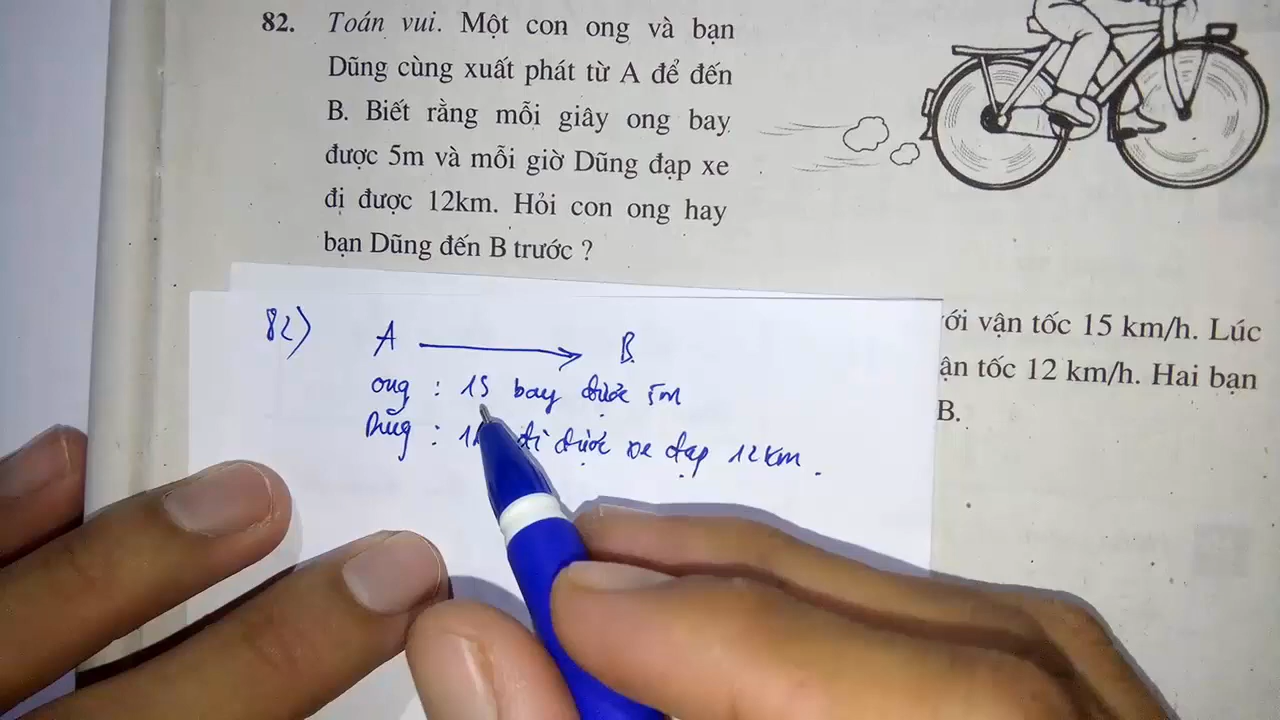 82. Toán vui. Một con ong và bạn
Dũng cùng xuất phát từ A để đến
B. Biết rằng mỗi giây ong bay
được 5m và mỗi giờ Dũng đạp xe
đi được 12km. Hỏi con ong hay
bạn Dũng đến B trước ?
82)
A B
ong : 1s bay được 5m
Dũng : 1h đi được xe đạp 12km.
ới vận tốc 15 km/h. Lúc
ận tốc 12 km/h. Hai bạn
B.